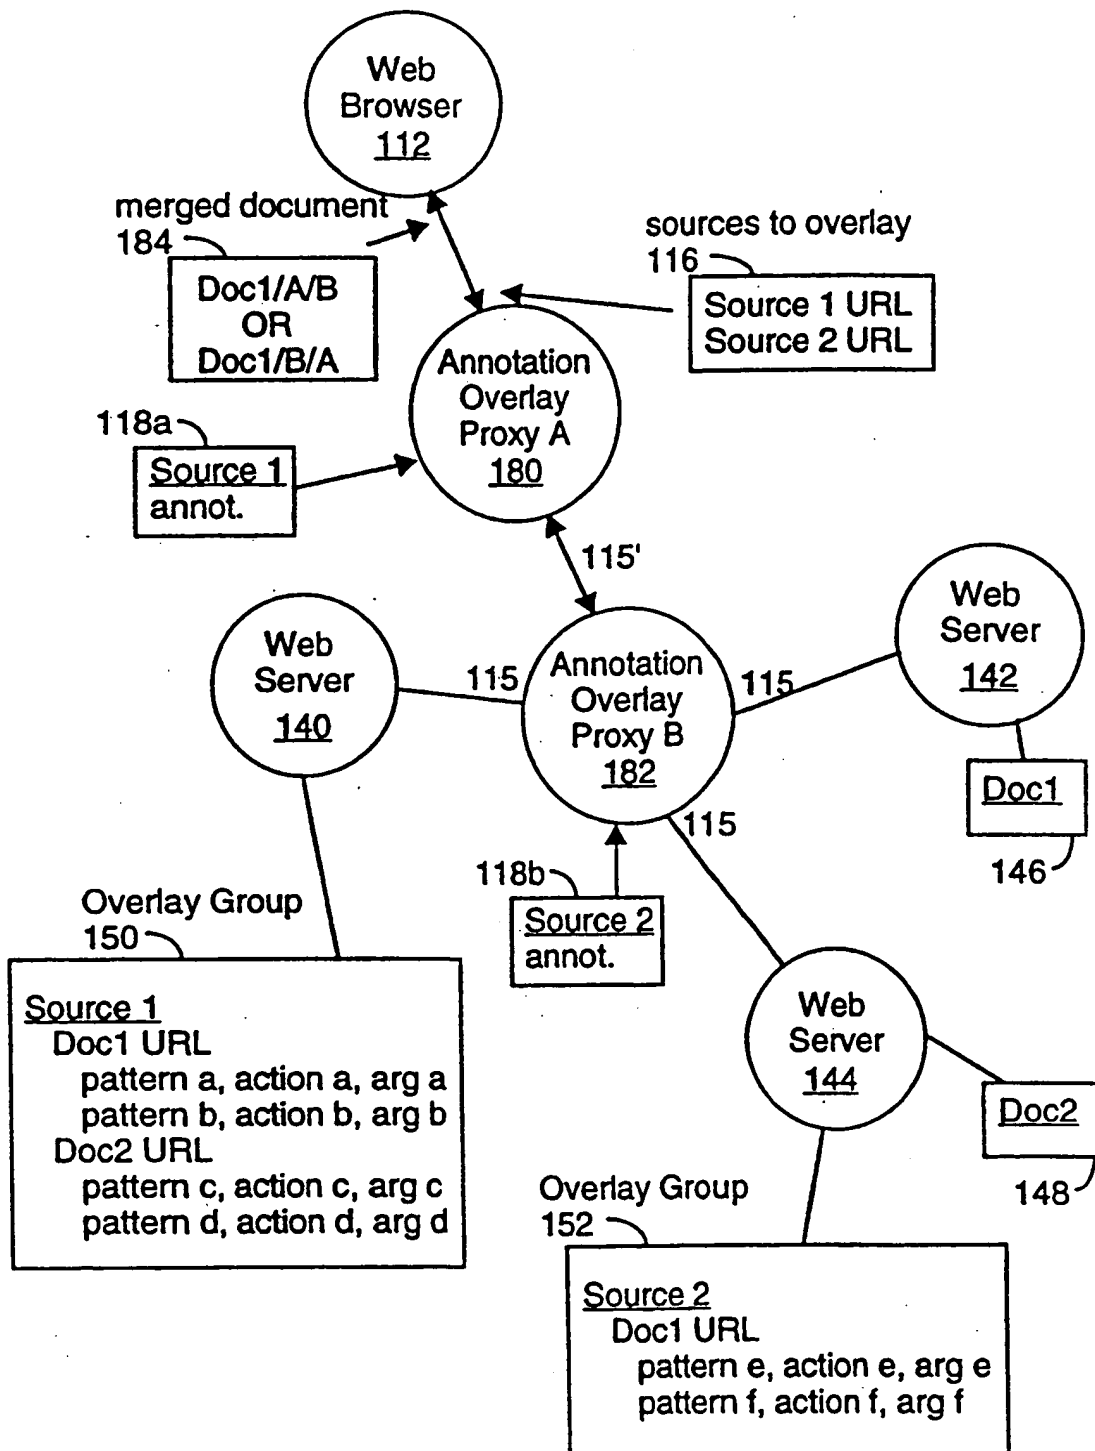 Web
Browser
112
merged document
184
Doc1/A/B
OR
Doc1/B/A
sources to overlay
116
Source 1 URL
Source 2 URL
Annotation
Overlay
Proxy A
180
118a
Source 1
annot.
115'
Web
Server
140
115
Annotation
Overlay
Proxy B
182
115
Web
Server
142
Doc1
146
115
118b
Source 2
annot.
Overlay Group
150
Source 1
Doc1 URL
pattern a, action a, arg a
pattern b, action b, arg b
Doc2 URL
pattern c, action c, arg c
pattern d, action d, arg d
Web
Server
144
Doc2
148
Overlay Group
152
Source 2
Doc1 URL
pattern e, action e, arg e
pattern f, action f, arg f